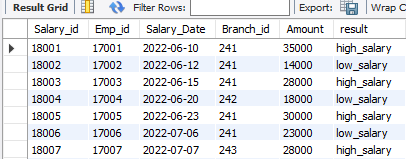 Result Grid Filter Rows: Export: Wrap C
Salary_id Emp_id Salary_Date Branch_id Amount result
18001 17001 2022-06-10 241 35000 high_salary
18002 17002 2022-06-12 241 14000 low_salary
18003 17003 2022-06-15 241 28000 high_salary
18004 17004 2022-06-20 242 18000 low_salary
18005 17005 2022-06-23 241 30000 high_salary
18006 17006 2022-07-06 241 23000 low_salary
18007 17007 2022-07-07 243 28000 high_salary